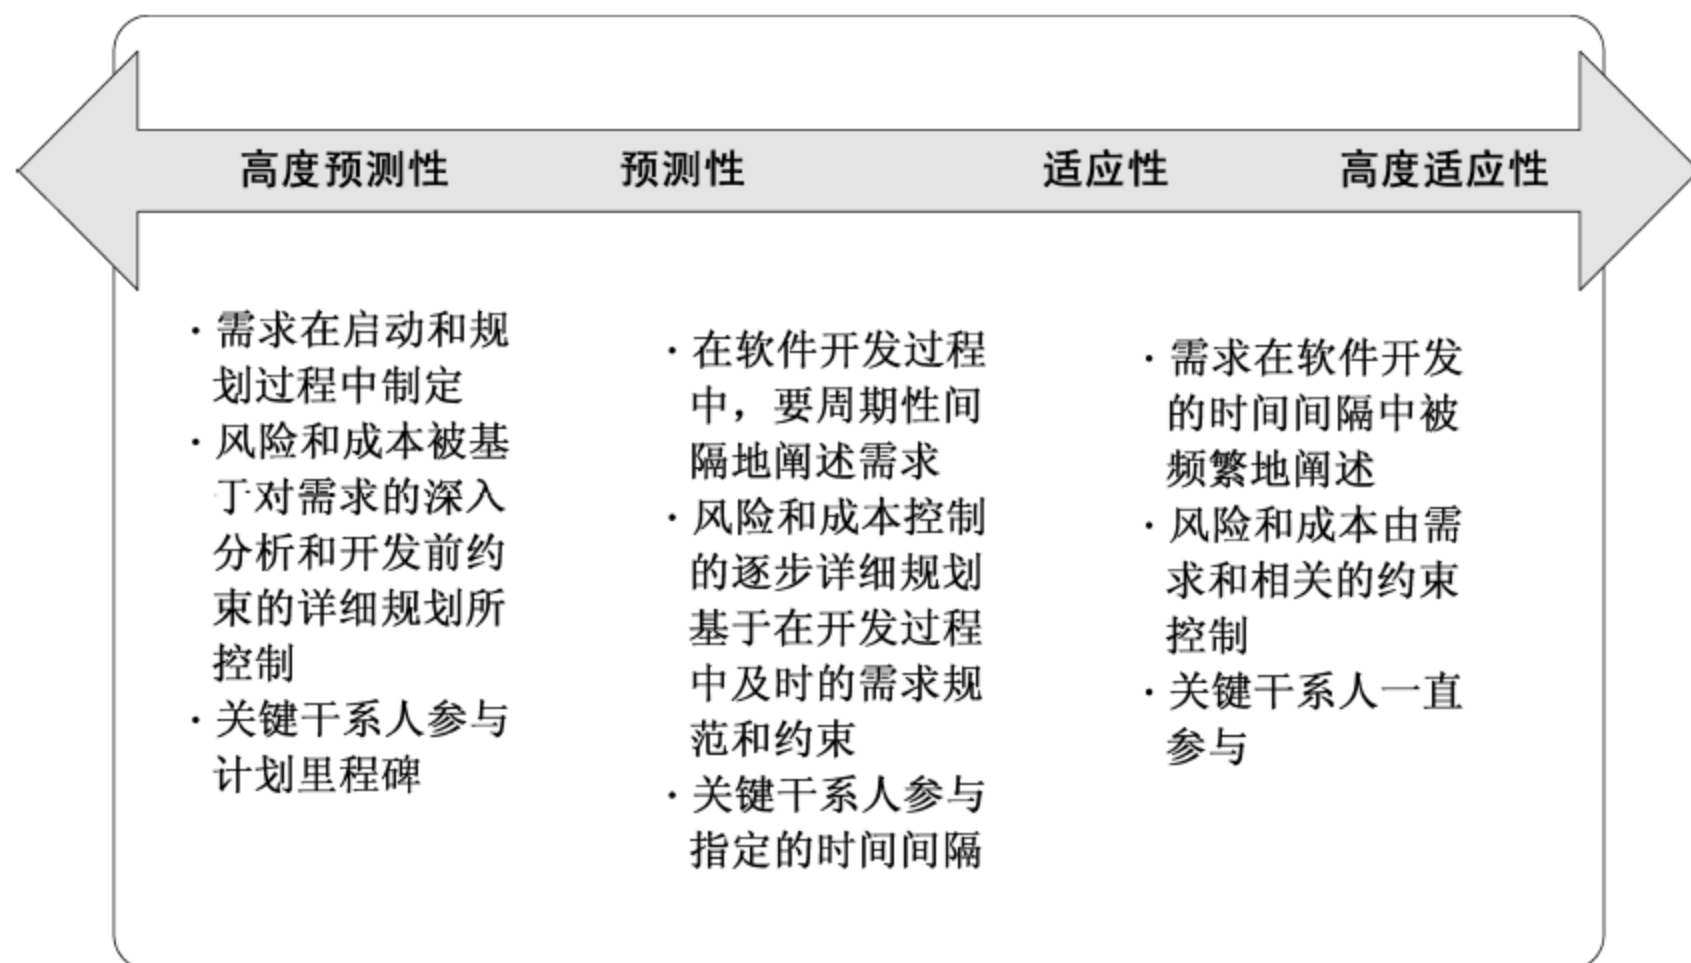 高度预测性 预测性 适应性 高度适应性
· 需求在启动和规
划过程中制定
· 风险和成本被基
于对需求的深入
分析和开发前约
束的详细规划所
控制
· 关键干系人参与
计划里程碑
· 在软件开发过程
中，要周期性间
隔地阐述需求
· 风险和成本控制
的逐步详细规划
基于在开发过程
中及时的需求规
范和约束
· 关键干系人参与
指定的时间间隔
· 需求在软件开发
的时间间隔中被
频繁地阐述
· 风险和成本由需
求和相关的约束
控制
· 关键干系人一直
参与